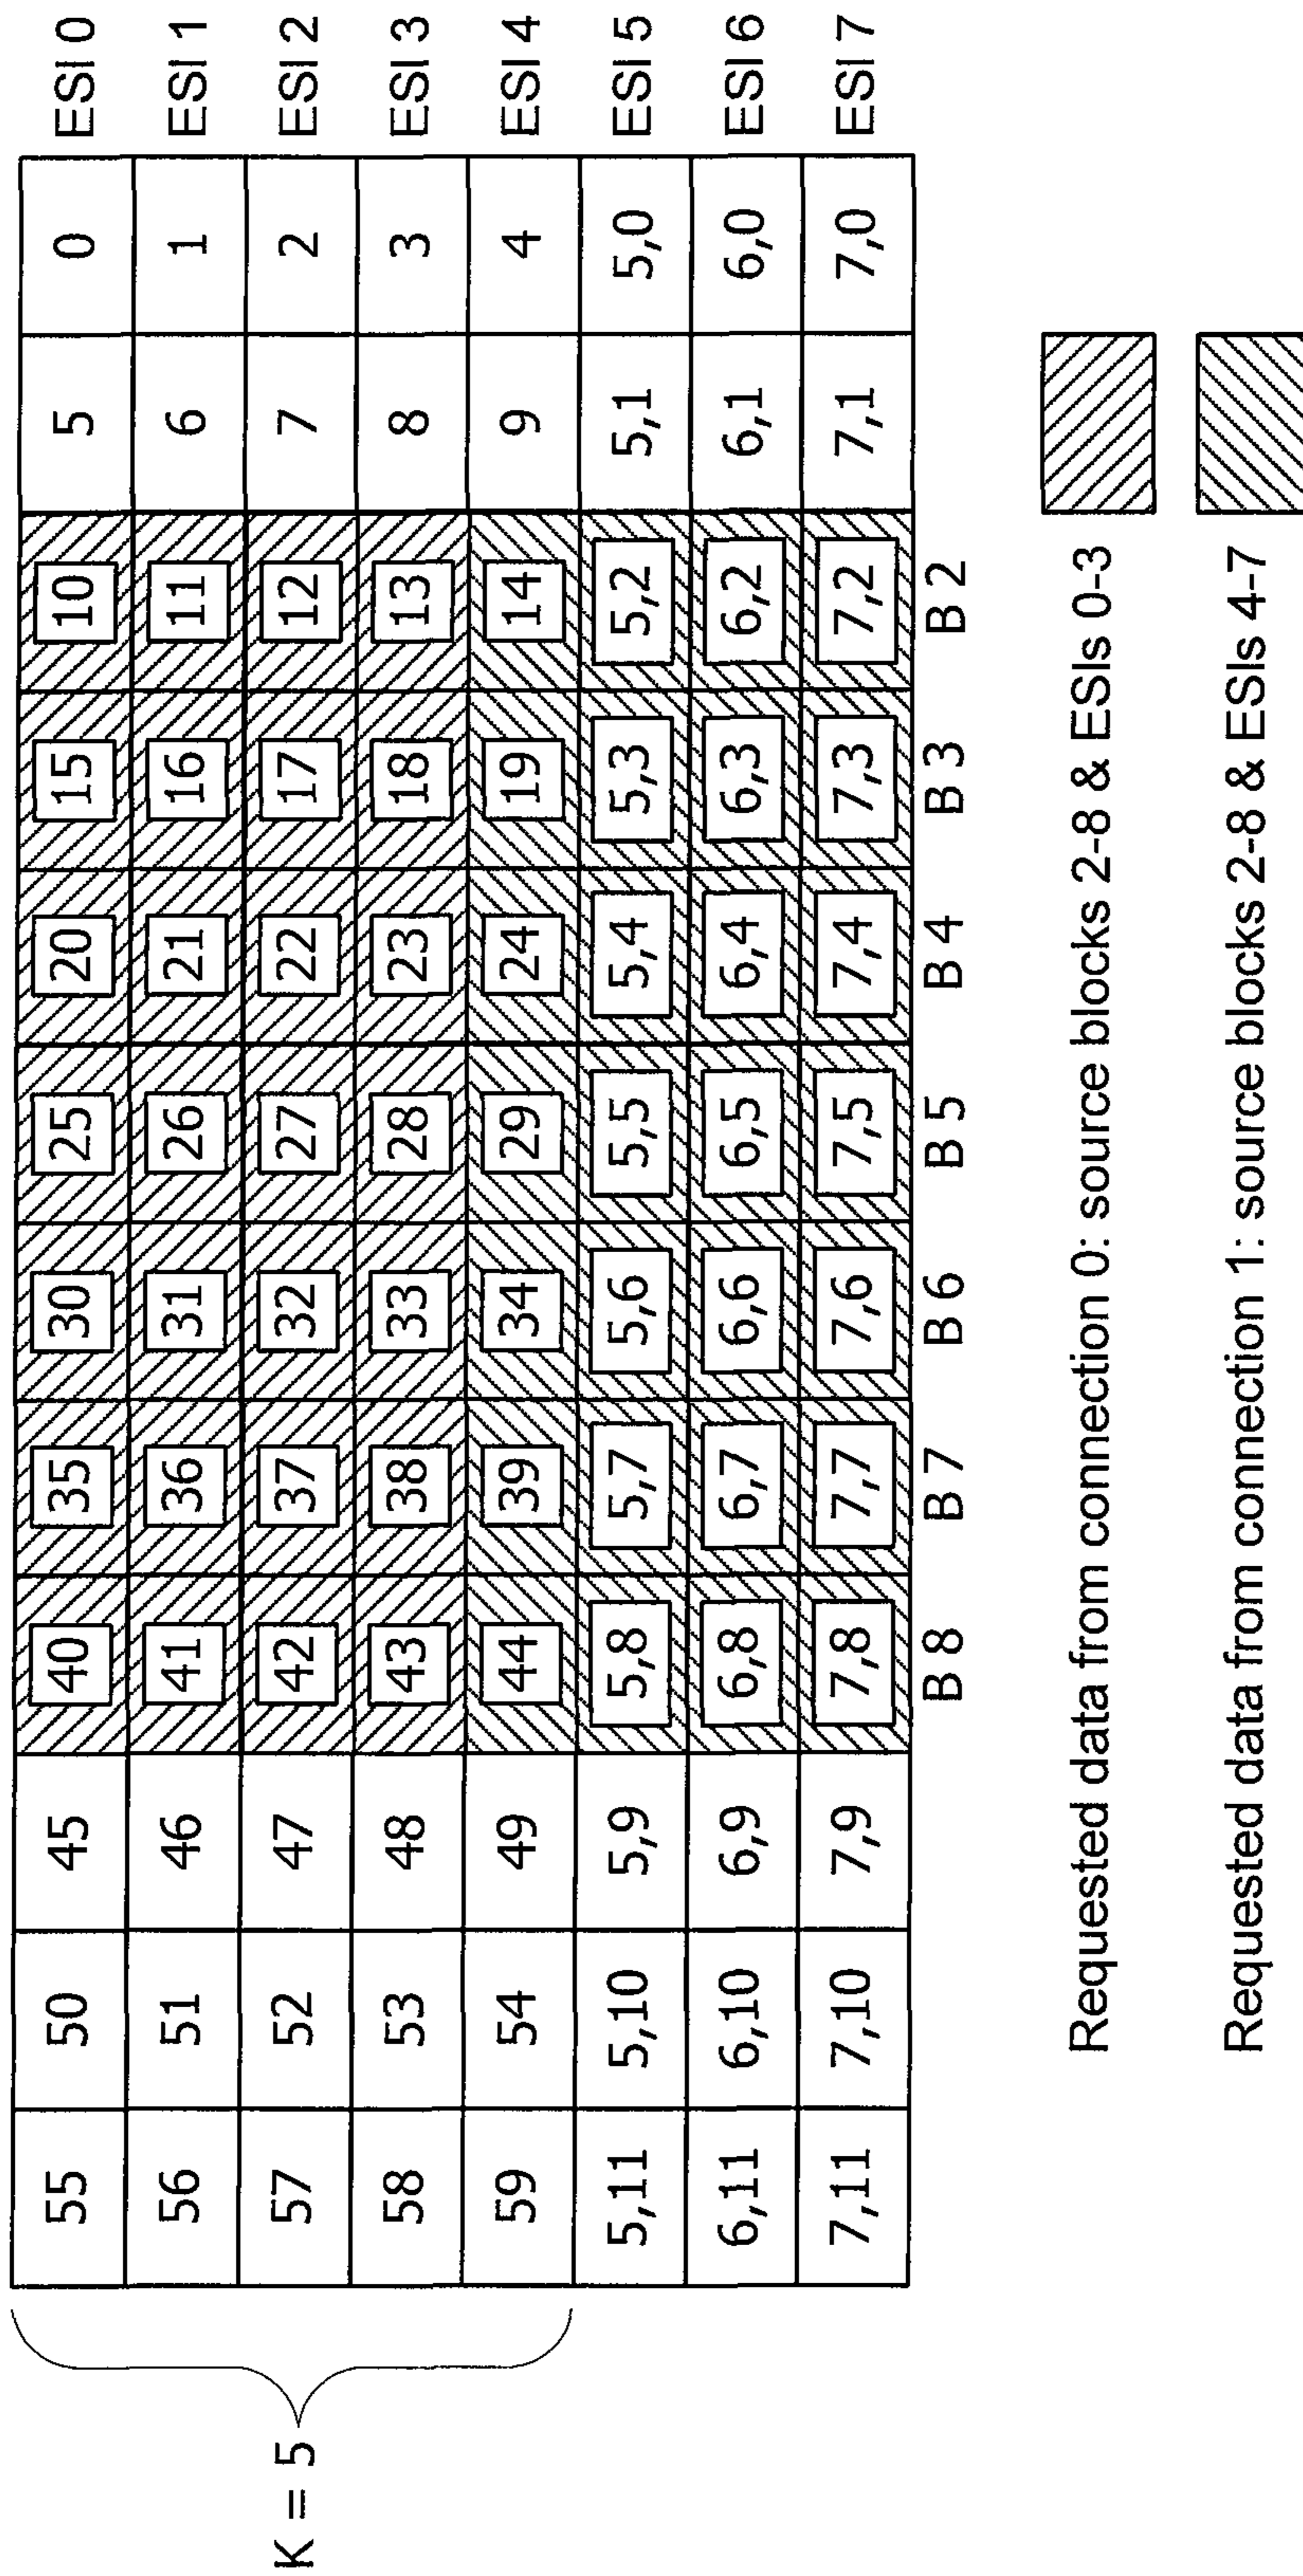 55 50 45 40 35 30 25 20 15 10 5 0 ESI 0
56 51 46 41 36 31 26 21 16 11 6 1 ESI 1
K = 5 57 52 47 42 37 32 27 22 17 12 7 2 ESI 2
58 53 48 43 38 33 28 23 18 13 8 3 ESI 3
59 54 49 44 39 34 29 24 19 14 9 4 ESI 4
5,11 5,10 5,9 5,8 5,7 5,6 5,5 5,4 5,3 5,2 5,1 5,0 ESI 5
6,11 6,10 6,9 6,8 6,7 6,6 6,5 6,4 6,3 6,2 6,1 6,0 ESI 6
7,11 7,10 7,9 7,8 7,7 7,6 7,5 7,4 7,3 7,2 7,1 7,0 ESI 7
B 8 B 7 B 6 B 5 B 4 B 3 B 2
Requested data from connection 0: source blocks 2-8 & ESIs 0-3
Requested data from connection 1: source blocks 2-8 & ESIs 4-7